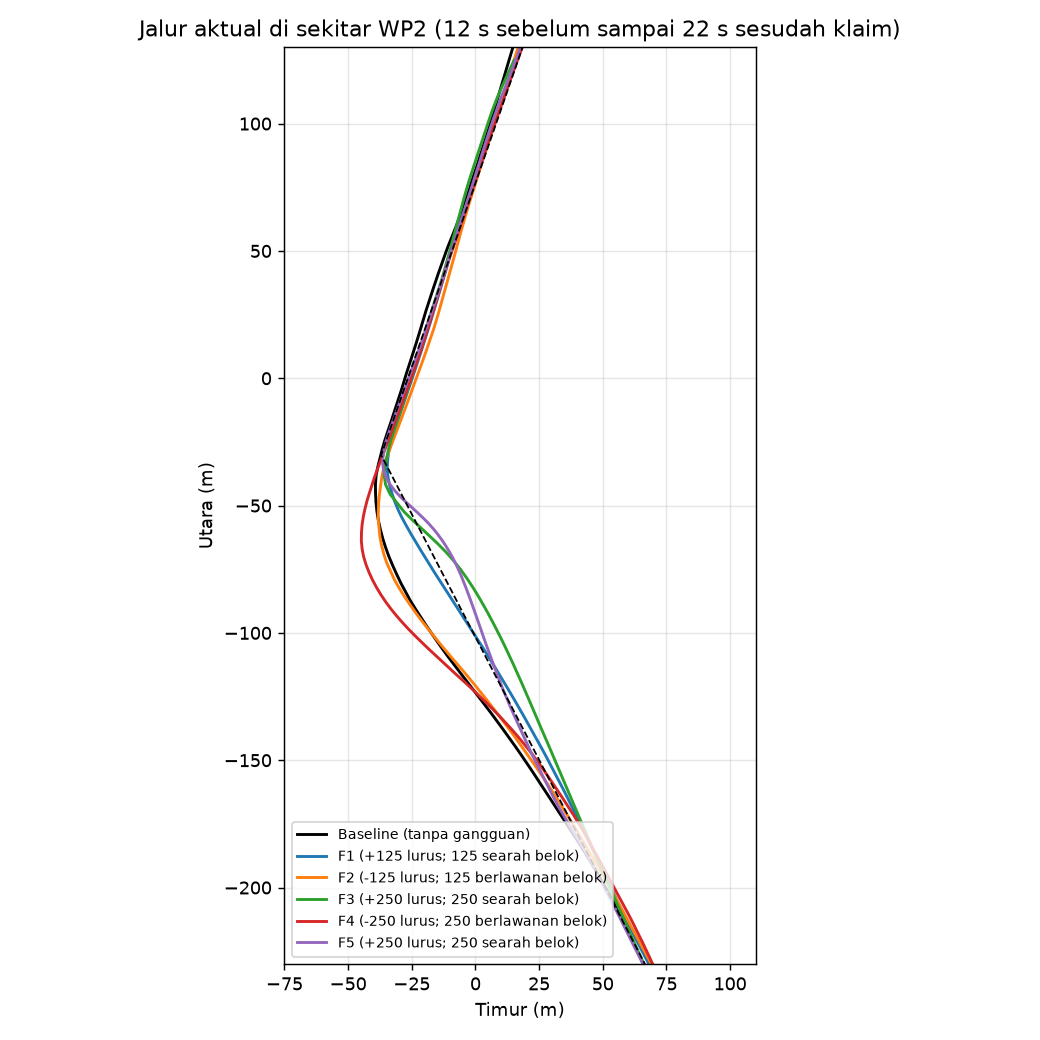 Jalur aktual di sekitar WP2 (12 s sebelum sampai 22 s sesudah klaim)
Utara (m)
100
50
0
−50
−100
−150
−200
Baseline (tanpa gangguan)
F1 (+125 lurus; 125 searah belok)
F2 (-125 lurus; 125 berlawanan belok)
F3 (+250 lurus; 250 searah belok)
F4 (-250 lurus; 250 berlawanan belok)
F5 (+250 lurus; 250 searah belok)
−75 −50 −25 0 25 50 75 100
Timur (m)